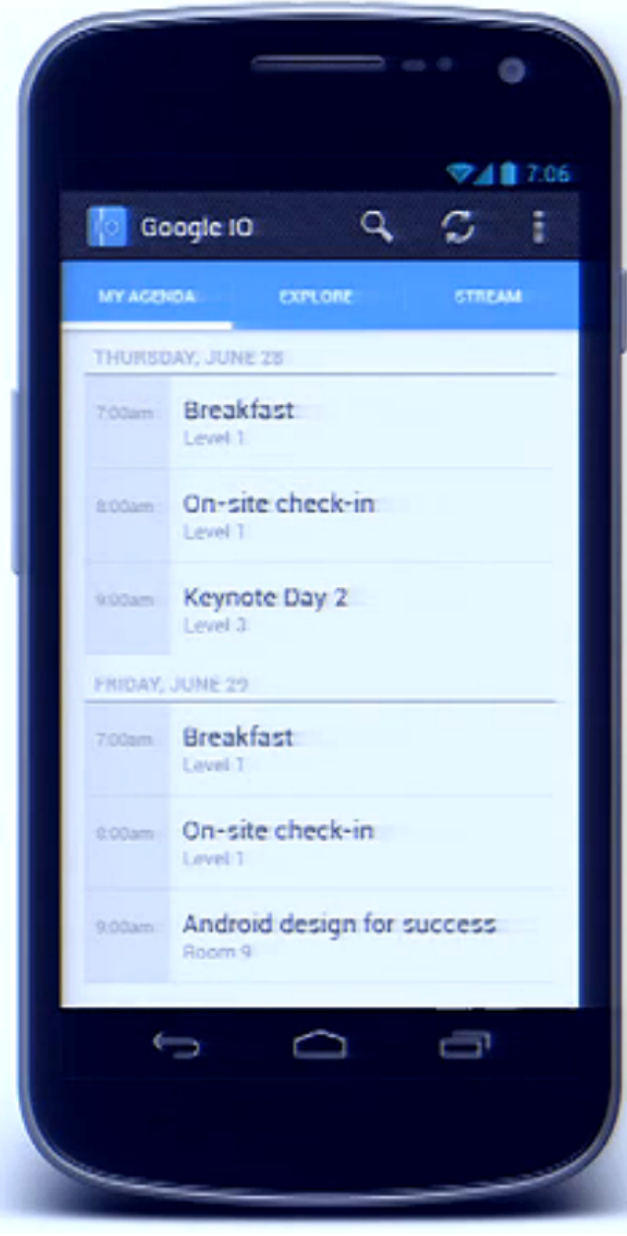 7:06
Google IO
MY AGENDA EXPLORE STREAM
THURSDAY, JUNE 28
7:00am Breakfast
Level 1
8:00am On-site check-in
Level 1
9:00am Keynote Day 2
Level 3
FRIDAY, JUNE 29
7:00am Breakfast
Level 1
8:00am On-site check-in
Level 1
9:00am Android design for success
Room 9